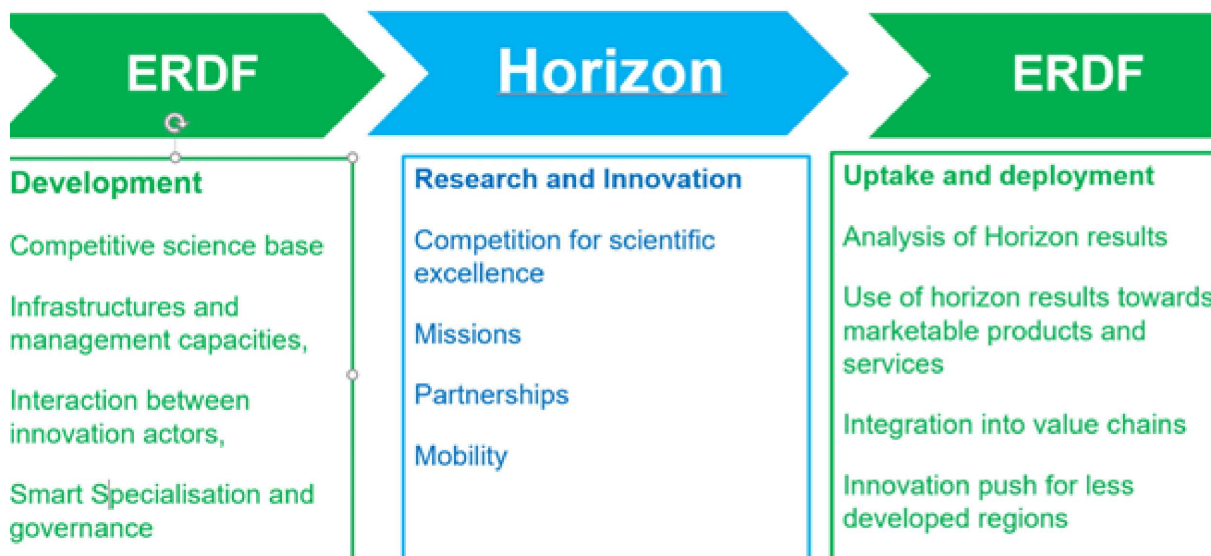 ERDF
Horizon
ERDF
Development
Competitive science base
Infrastructures and
management capacities,
Interaction between
innovation actors,
Smart Specialisation and
governance
Research and Innovation
Competition for scientific
excellence
Missions
Partnerships
Mobility
Uptake and deployment
Analysis of Horizon results
Use of horizon results towards
marketable products and
services
Integration into value chains
Innovation push for less
developed regions